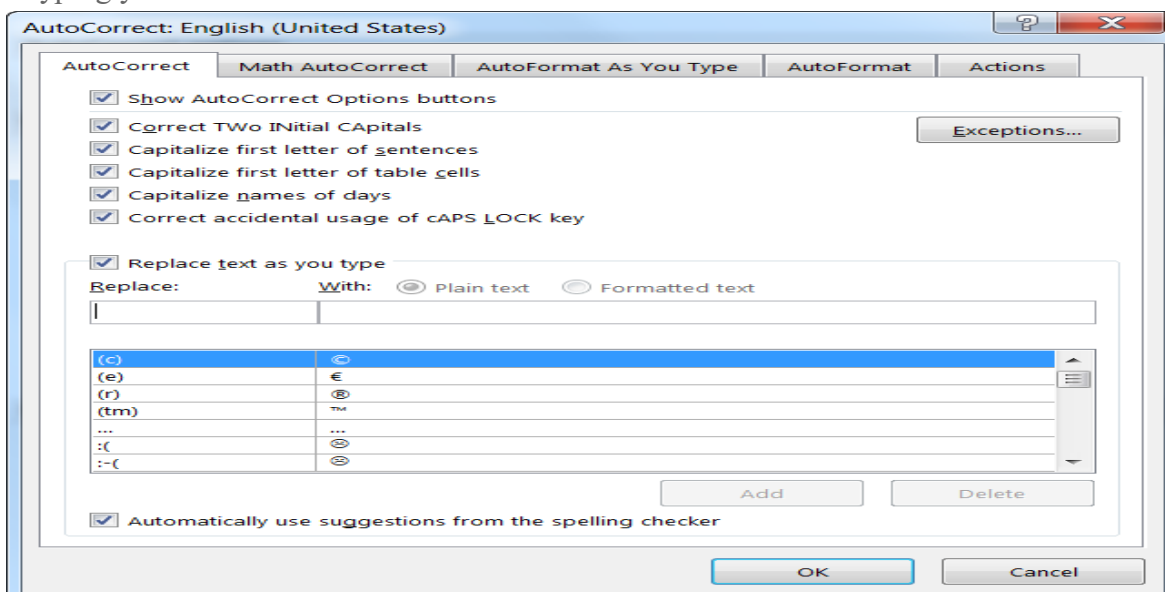 AutoCorrect: English (United States)
AutoCorrect Math AutoCorrect AutoFormat As You Type AutoFormat Actions
Show AutoCorrect Options buttons
Correct TWo INitial CApitals
Exceptions...
Capitalize first letter of sentences
Capitalize first letter of table cells
Capitalize names of days
Correct accidental usage of cAPS LOCK key
Replace text as you type
Replace: With: Plain text Formatted text
(c) ©
(e) €
(r) ®
(tm) ™
... …
:( ☹
:-( ☹
Add Delete
Automatically use suggestions from the spelling checker
OK Cancel